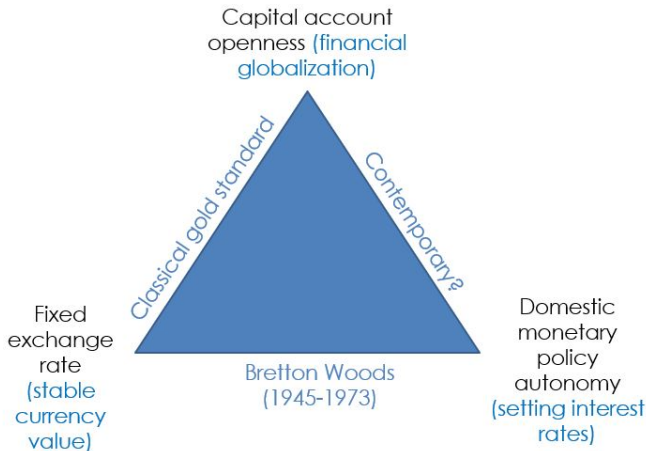 Capital account
openness (financial
globalization)
Classical gold standard
Contemporary?
Fixed
exchange
rate
(stable
currency
value)
Bretton Woods
(1945-1973)
Domestic
monetary
policy
autonomy
(setting interest
rates)